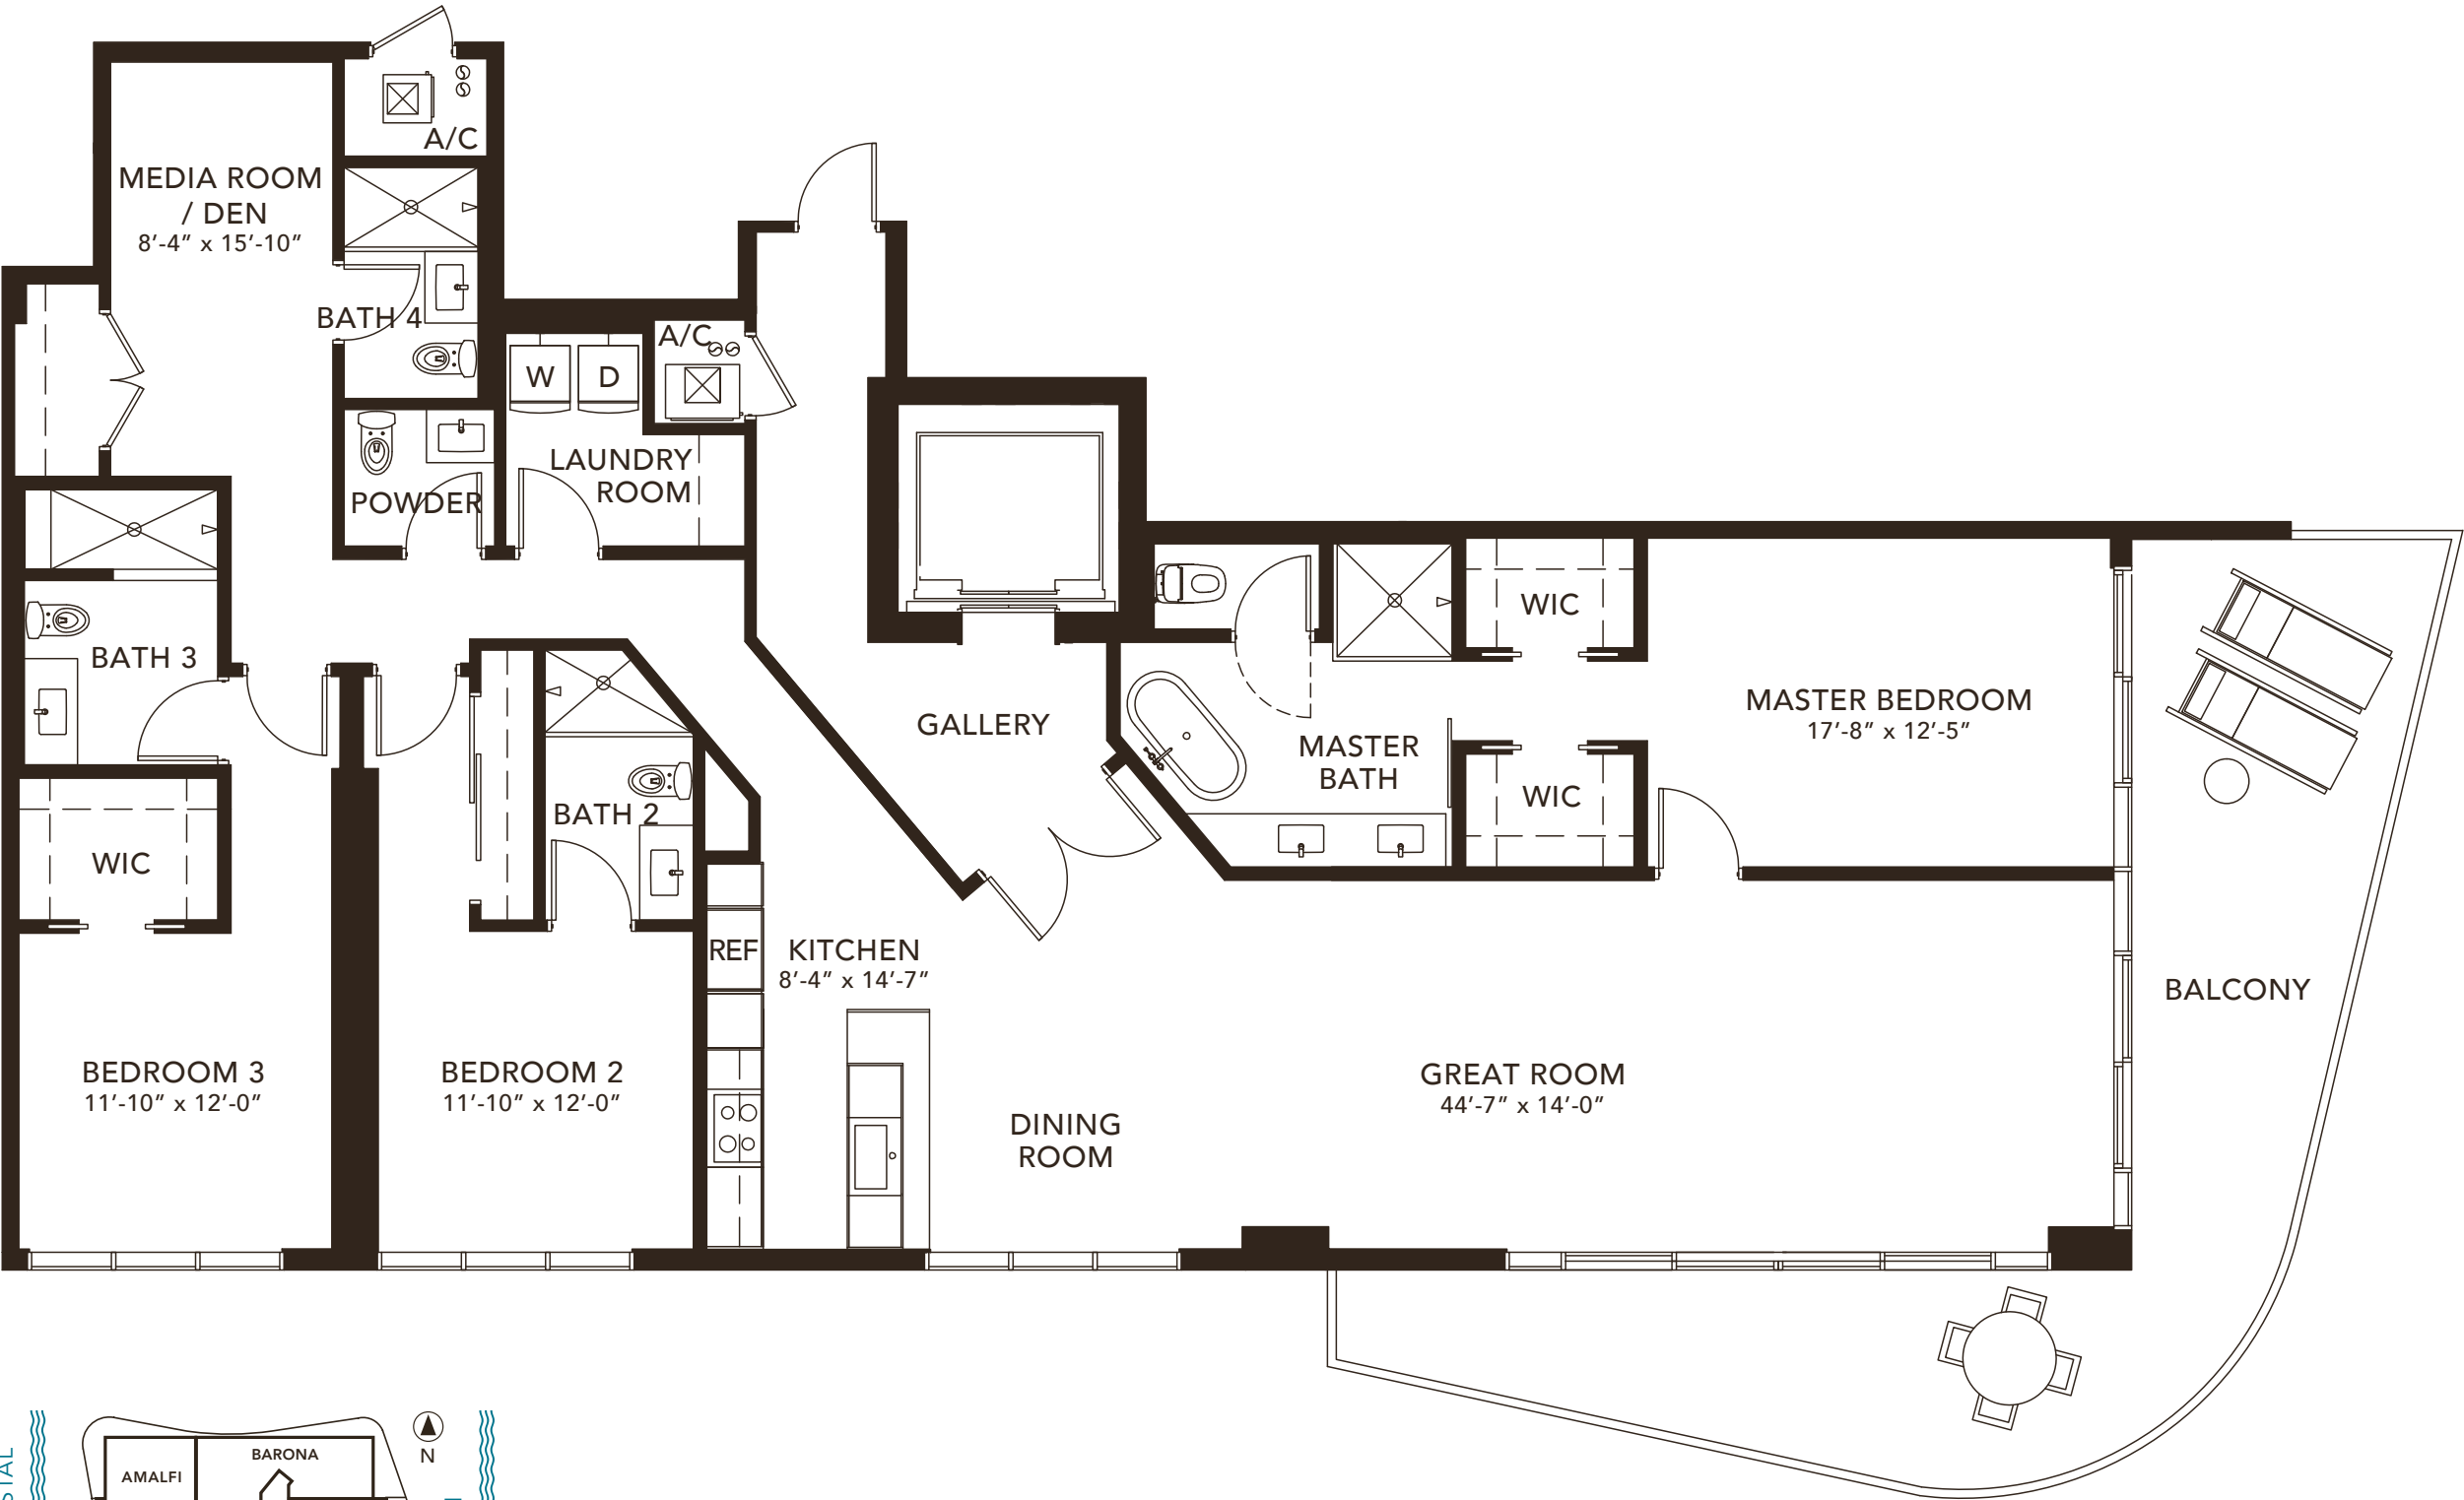 A/C
MEDIA ROOM
/ DEN
8'-4" x 15'-10"
BATH 4
A/C
W
D
LAUNDRY
ROOM
POWDER
BATH 3
WIC
BATH 2
GALLERY
MASTER
BATH
WIC
WIC
MASTER BEDROOM
17'-8" x 12'-5"
REF
KITCHEN
8'-4" x 14'-7"
BALCONY
BEDROOM 3
11'-10" x 12'-0"
BEDROOM 2
11'-10" x 12'-0"
DINING
ROOM
GREAT ROOM
44'-7" x 14'-0"
N
BARONA
AMALFI